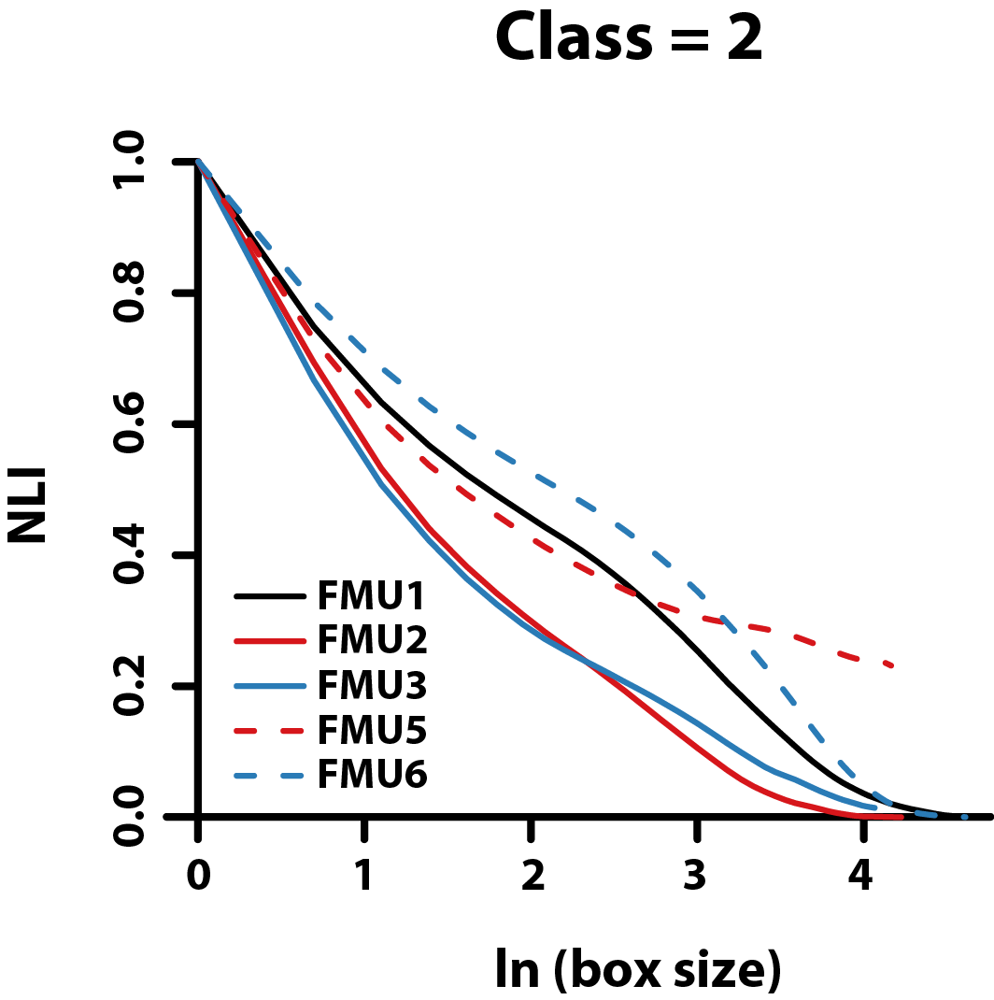 Class = 2
NLI
1.0
0.8
0.6
0.4
0.2
0.0
FMU1
FMU2
FMU3
FMU5
FMU6
0 1 2 3 4
ln (box size)